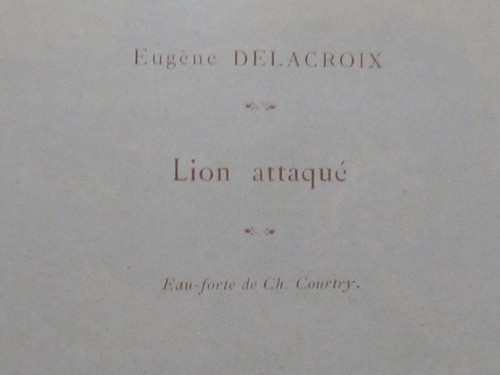 Eugène DELACROIX
Lion attaqué
Eau-forte de Ch. Courtry.